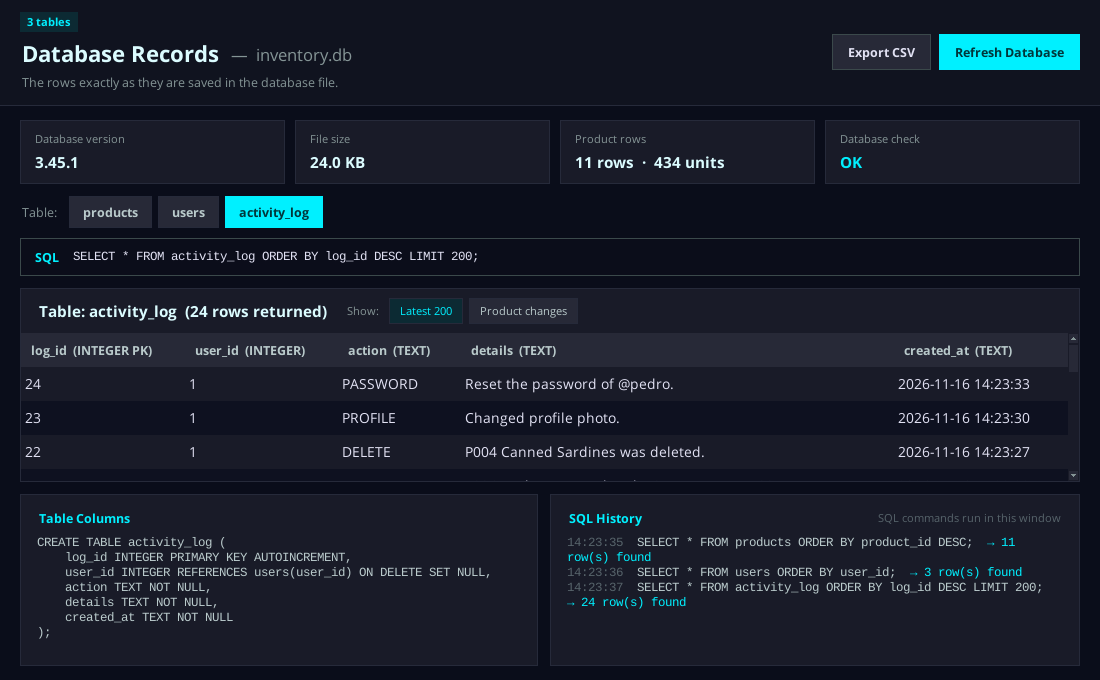 3 tables
Database Records — inventory.db
Export CSV
Refresh Database
The rows exactly as they are saved in the database file.
Database version
3.45.1
File size
24.0 KB
Product rows
11 rows · 434 units
Database check
OK
Table: products users activity_log
SQL SELECT * FROM activity_log ORDER BY log_id DESC LIMIT 200;
Table: activity_log (24 rows returned) Show: Latest 200 Product changes
log_id (INTEGER PK) user_id (INTEGER) action (TEXT) details (TEXT) created_at (TEXT)
24 1 PASSWORD Reset the password of @pedro. 2026-11-16 14:23:33
23 1 PROFILE Changed profile photo. 2026-11-16 14:23:30
22 1 DELETE P004 Canned Sardines was deleted. 2026-11-16 14:23:27
Table Columns
CREATE TABLE activity_log (
    log_id INTEGER PRIMARY KEY AUTOINCREMENT,
    user_id INTEGER REFERENCES users(user_id) ON DELETE SET NULL,
    action TEXT NOT NULL,
    details TEXT NOT NULL,
    created_at TEXT NOT NULL
);
SQL History SQL commands run in this window
14:23:35 SELECT * FROM products ORDER BY product_id DESC; → 11
row(s) found
14:23:36 SELECT * FROM users ORDER BY user_id; → 3 row(s) found
14:23:37 SELECT * FROM activity_log ORDER BY log_id DESC LIMIT 200;
→ 24 row(s) found